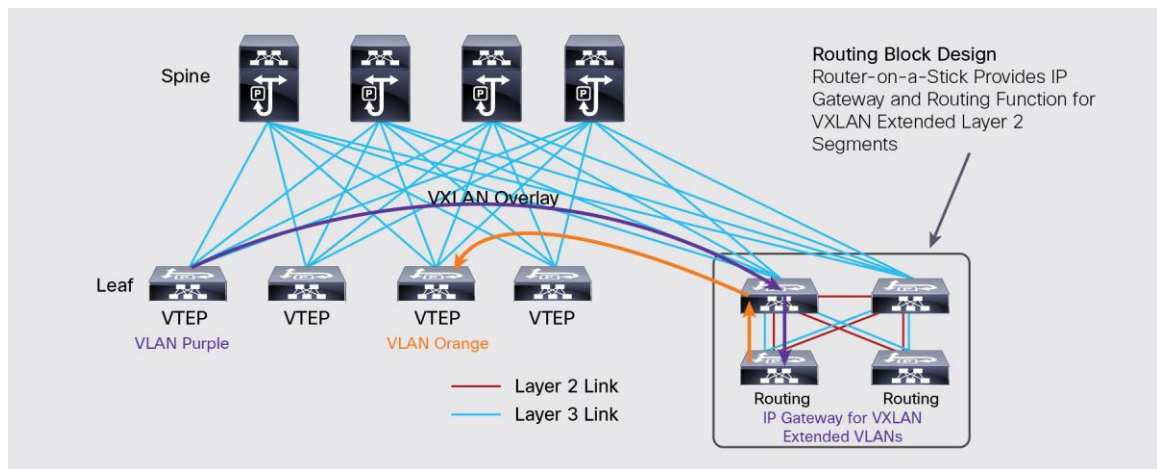 Spine
Routing Block Design
Router-on-a-Stick Provides IP
Gateway and Routing Function for
VXLAN Extended Layer 2
Segments
P
P
P
P
VXLAN Overlay
Leaf
VTEP
VTEP
VTEP
VTEP
VLAN Purple
VLAN Orange
Layer 2 Link
Layer 3 Link
Routing
Routing
IP Gateway for VXLAN
Extended VLANs